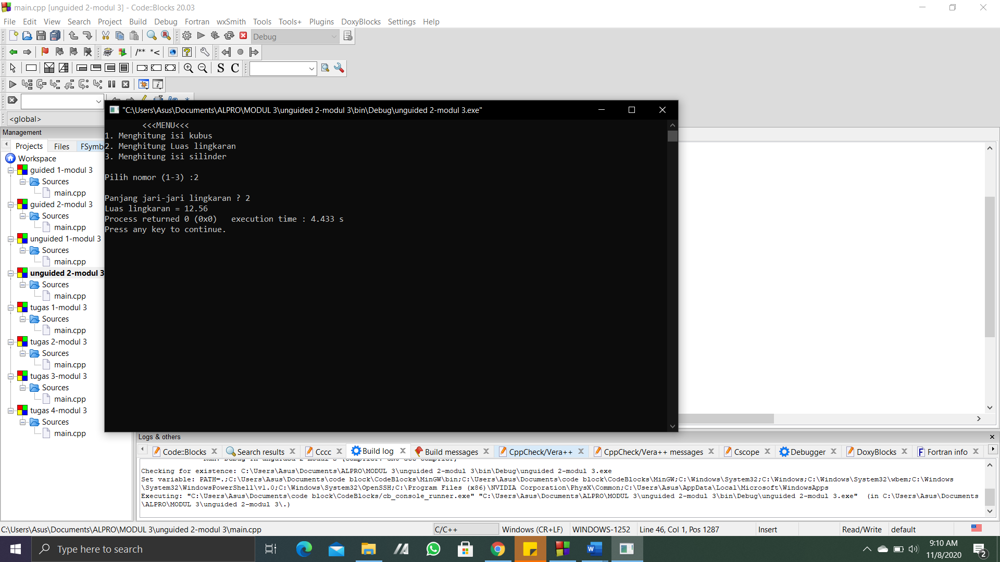 main.cpp [unguided 2-modul 3] - Code::Blocks 20.03
File Edit View Search Project Build Debug Fortran wxSmith Tools Tools+ Plugins DoxyBlocks Settings Help
Debug
/** *<
S C
<global>
"C:\Users\Asus\Documents\ALPRO\MODUL 3\unguided 2-modul 3\bin\Debug\unguided 2-modul 3.exe"
<<<MENU<<<
1. Menghitung isi kubus
2. Menghitung Luas lingkaran
3. Menghitung isi silinder
Pilih nomor (1-3) :2
Panjang jari-jari lingkaran ? 2
Luas lingkaran = 12.56
Process returned 0 (0x0) execution time : 4.433 s
Press any key to continue.
Management
Projects Files FSymb
Workspace
guided 1-modul 3
Sources
main.cpp
guided 2-modul 3
Sources
main.cpp
unguided 1-modul 3
Sources
main.cpp
unguided 2-modul 3
Sources
main.cpp
tugas 1-modul 3
Sources
main.cpp
tugas 2-modul 3
Sources
main.cpp
tugas 3-modul 3
Sources
main.cpp
tugas 4-modul 3
Sources
main.cpp
Logs & others
Code::Blocks Search results Cccc Build log Build messages CppCheck/Vera++ CppCheck/Vera++ messages Cscope Debugger DoxyBlocks Fortran info
Checking for existence: C:\Users\Asus\Documents\ALPRO\MODUL 3\unguided 2-modul 3\bin\Debug\unguided 2-modul 3.exe
Set variable: PATH=.;C:\Users\Asus\Documents\code block\CodeBlocks\MinGW\bin;C:\Users\Asus\Documents\code block\CodeBlocks\MinGW;C:\Windows\System32;C:\Windows;C:\Windows\System32\wbem;C:\Windows
\System32\WindowsPowerShell\v1.0;C:\Windows\System32\OpenSSH;C:\Program Files (x86)\NVIDIA Corporation\PhysX\Common;C:\Users\Asus\AppData\Local\Microsoft\WindowsApps
Executing: "C:\Users\Asus\Documents\code block\CodeBlocks/cb_console_runner.exe" "C:\Users\Asus\Documents\ALPRO\MODUL 3\unguided 2-modul 3\bin\Debug\unguided 2-modul 3.exe" (in C:\Users\Asus\Documents
\ALPRO\MODUL 3\unguided 2-modul 3\.)
C:\Users\Asus\Documents\ALPRO\MODUL 3\unguided 2-modul 3\main.cpp C/C++ Windows (CR+LF) WINDOWS-1252 Line 46, Col 1, Pos 1287 Insert Read/Write default
Type here to search
9:10 AM
11/8/2020
2